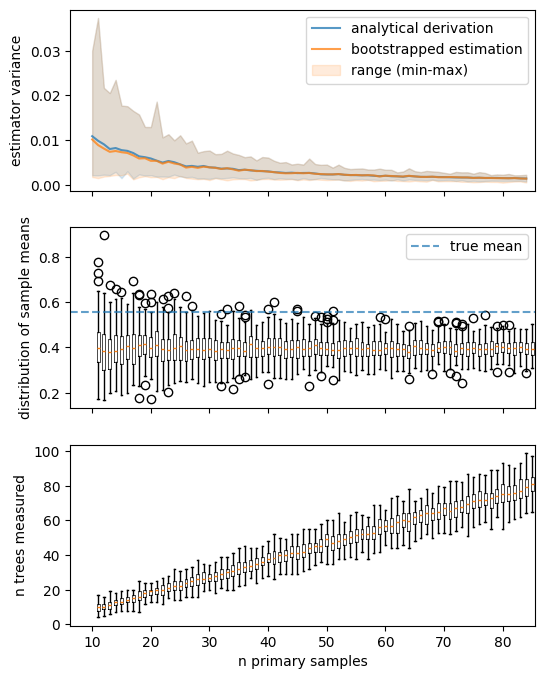 analytical derivation
bootstrapped estimation
range (min-max)
estimator variance
0.03
0.02
0.01
0.00
true mean
distribution of sample means
0.8
0.6
0.4
0.2
n trees measured
100
80
60
40
20
0
10 20 30 40 50 60 70 80
n primary samples